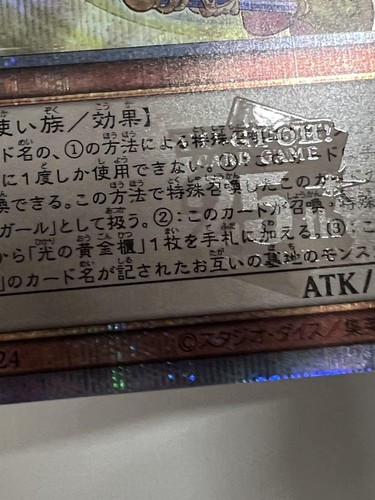 使い族／効果】
ド名の、①の方法による特殊召
に１度しか使用できない。①
喚できる。この方法で特殊召喚したこのカ
ガール」として扱う。②：このカードが召喚・特殊
から「光の黄金櫃」１枚を手札に加える。③：こ
のカード名が記されたお互いの墓地のモンス
ATK/
24
©スタジオ・ダイス／集英